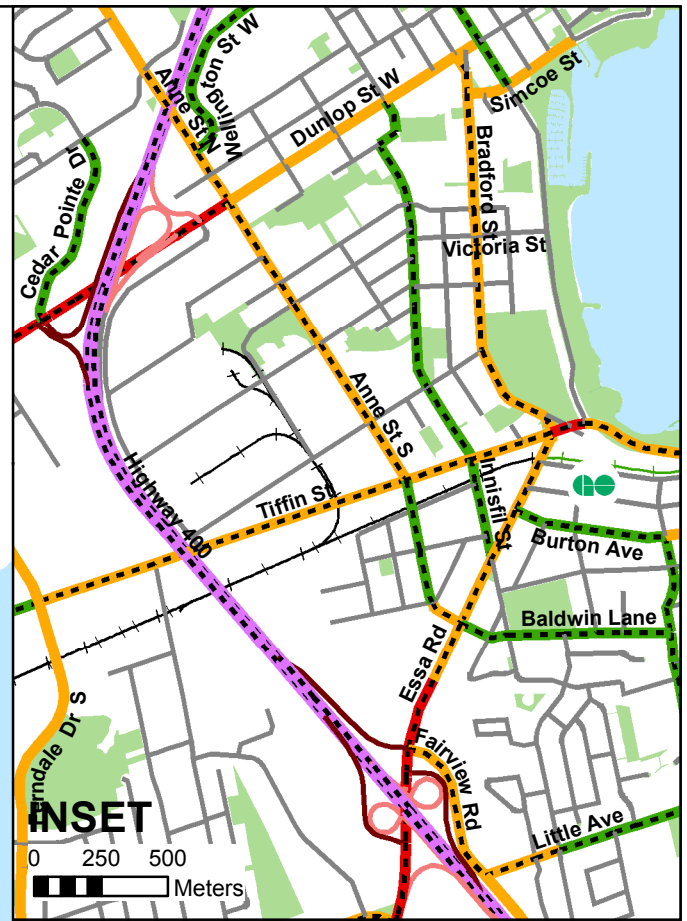 Anne St N
Wellington St W
Dunlop St W
Simcoe St
Cedar Pointe Dr
Bradford St
Victoria St
Anne St S
Highway 400
Tiffin St
Innisfil St
Burton Ave
Baldwin Lane
Essa Rd
Ferndale Dr S
Fairview Rd
Little Ave
INSET
0 250 500
Meters